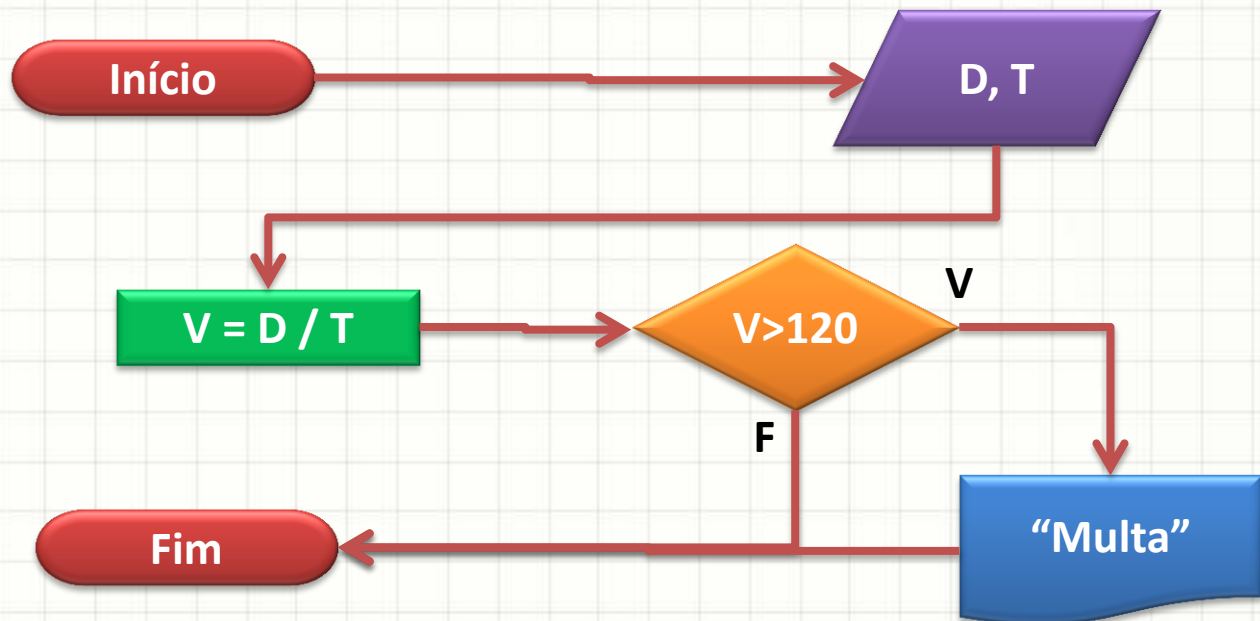 Início
D, T
V = D / T
V>120
V
F
“Multa”
Fim